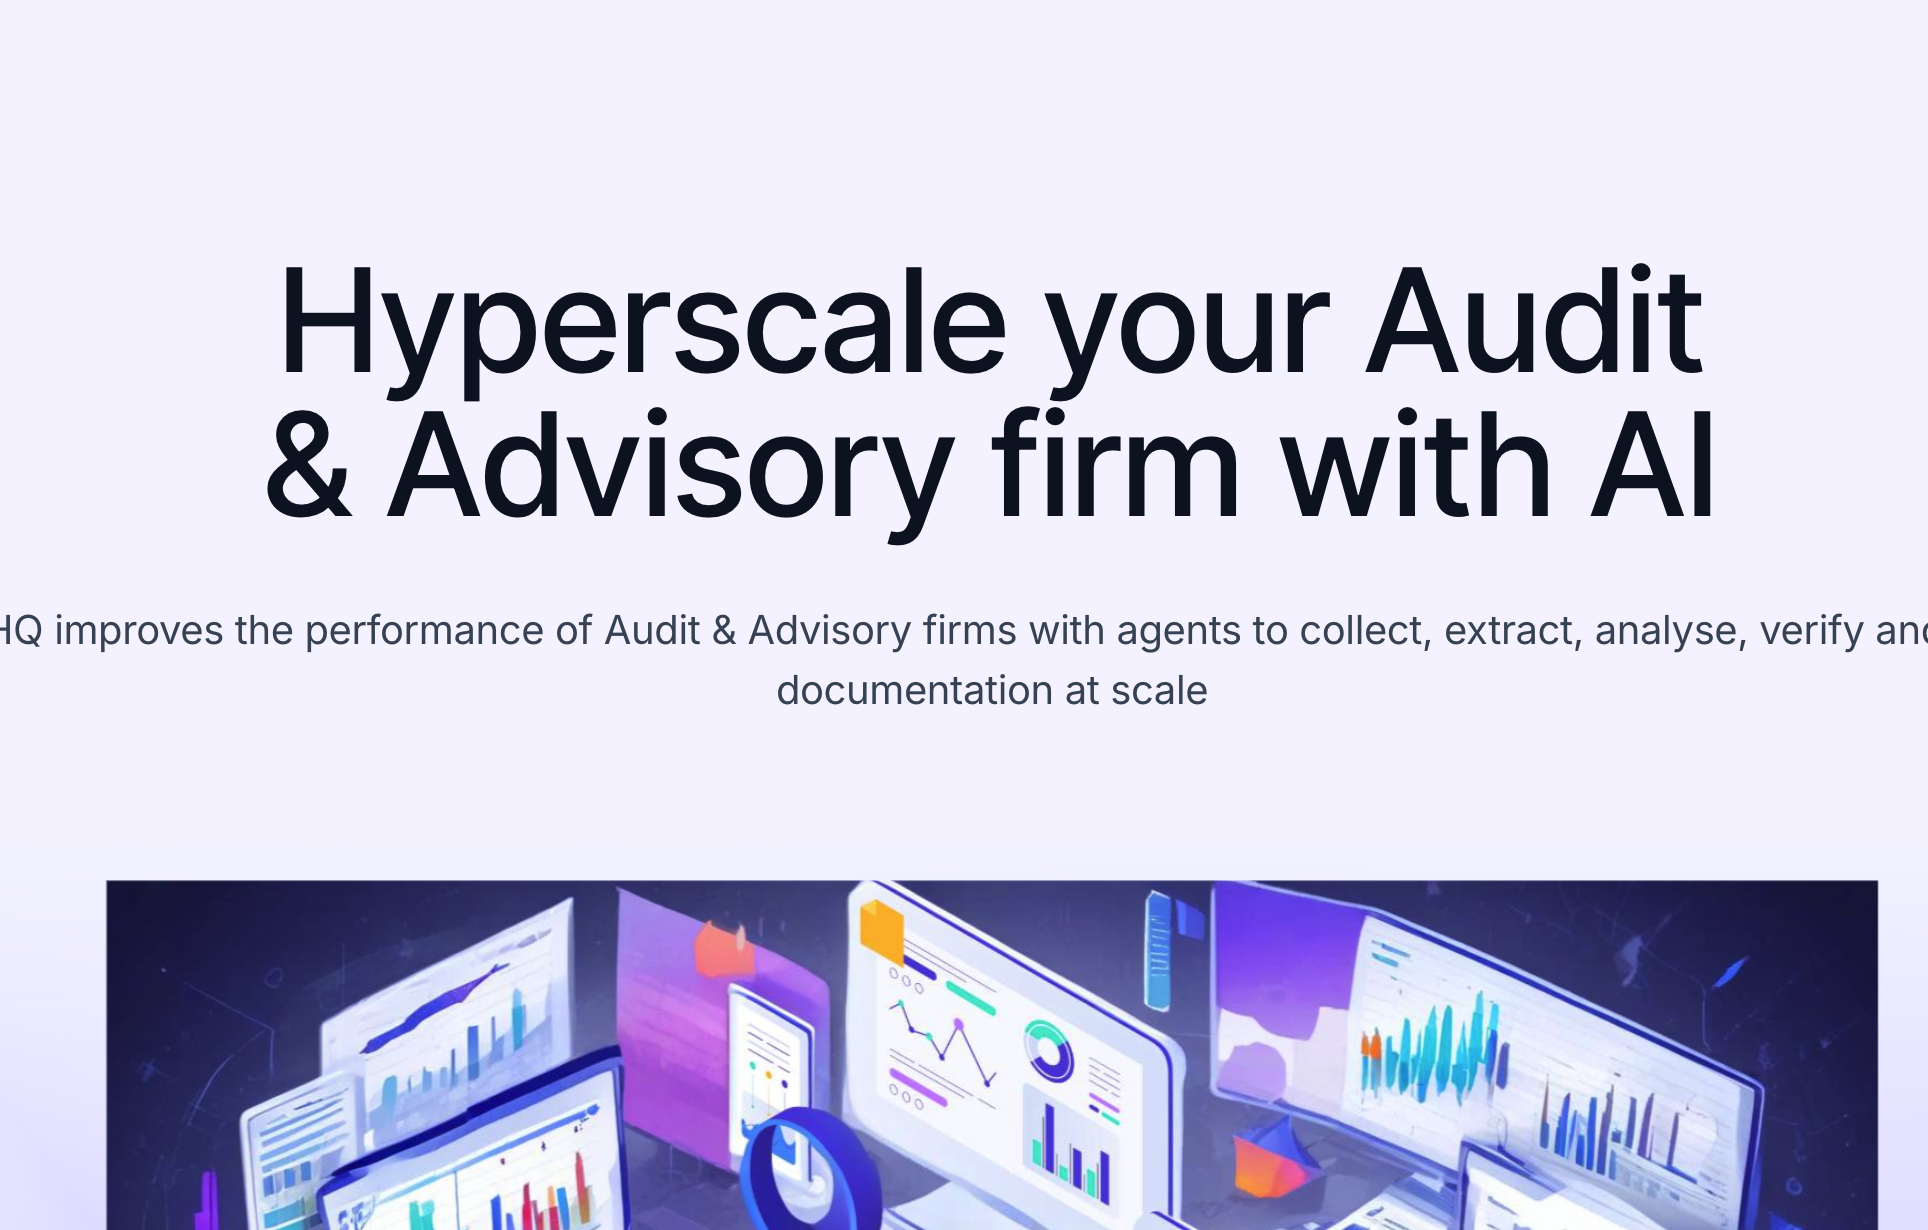 Hyperscale your Audit
& Advisory firm with AI
HQ improves the performance of Audit & Advisory firms with agents to collect, extract, analyse, verify and
documentation at scale